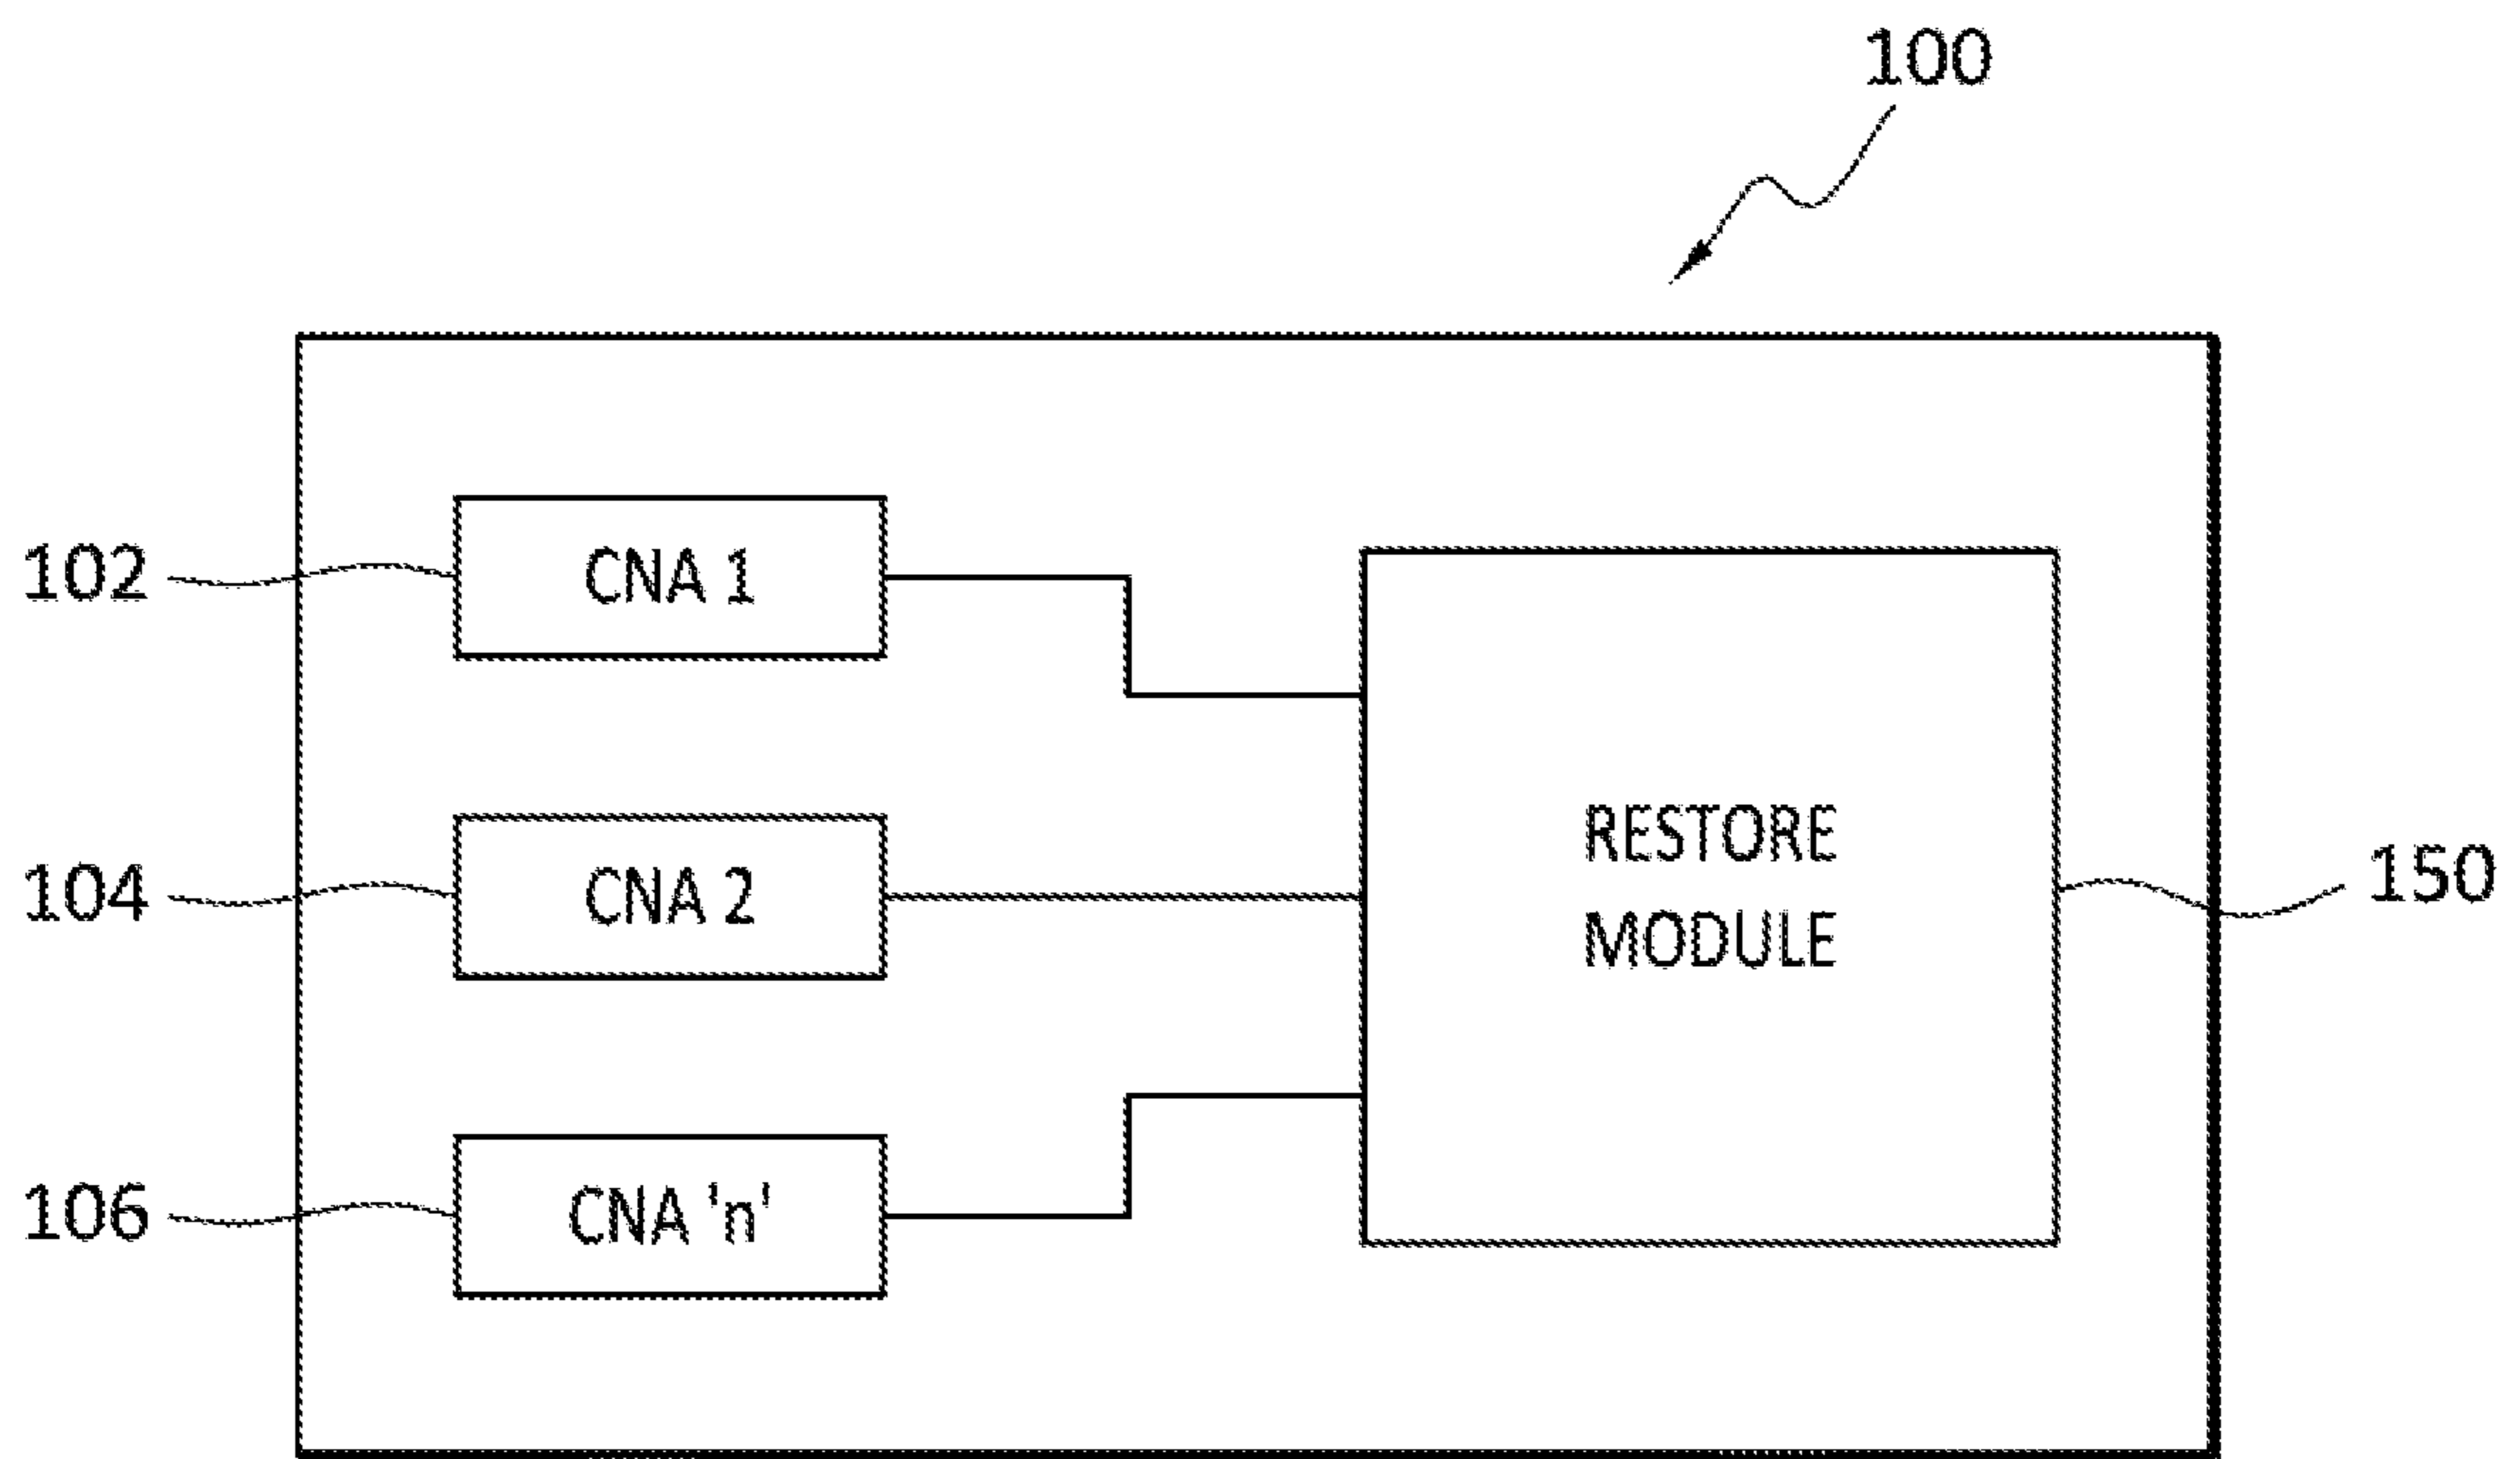 100
102
CNA 1
104
CNA 2
RESTORE
MODULE
150
106
CNA 'n'